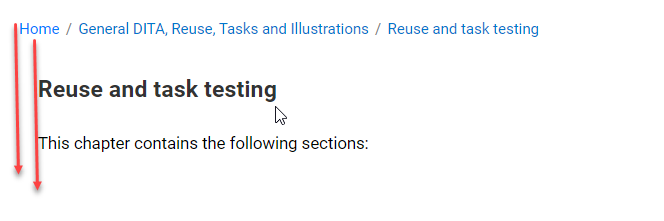 Home / General DITA, Reuse, Tasks and Illustrations / Reuse and task testing
Reuse and task testing
This chapter contains the following sections: